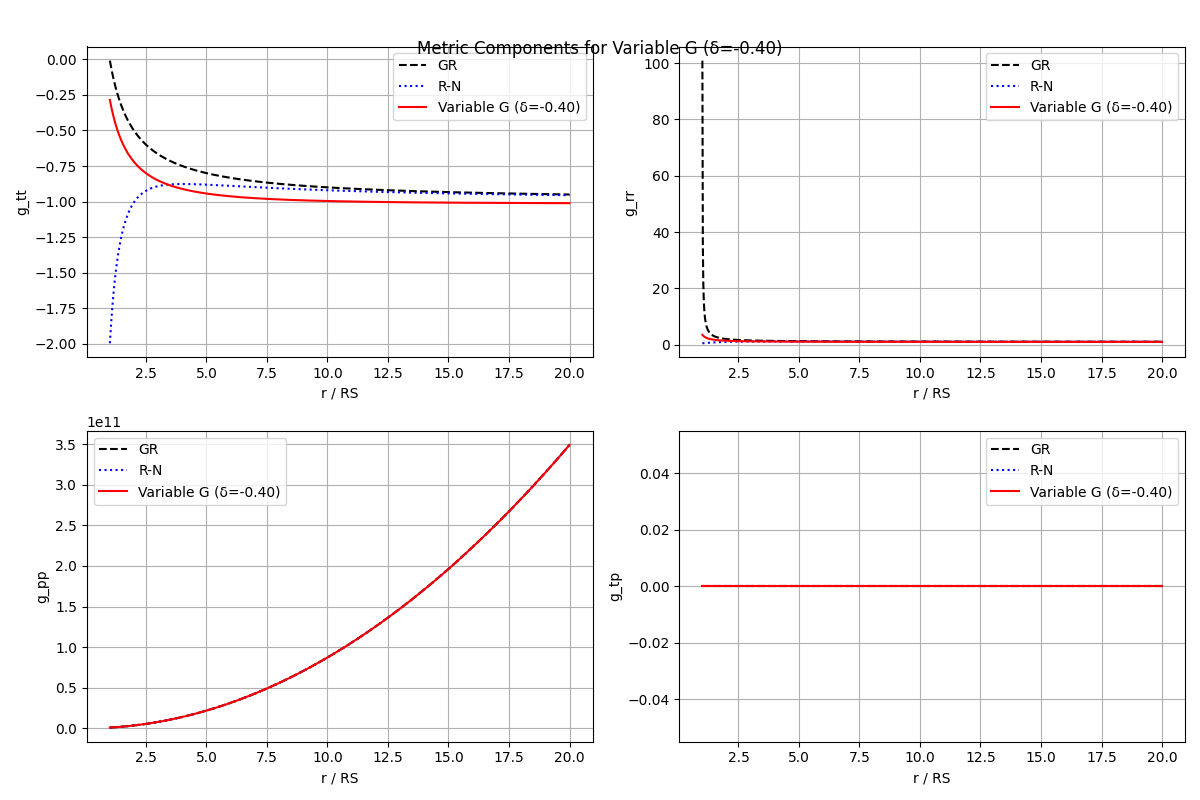 Metric Components for Variable G (δ=-0.40)
0.00
−0.25
−0.50
−0.75
−1.00
−1.25
−1.50
−1.75
−2.00
g_tt
GR
R-N
Variable G (δ=-0.40)
2.5 5.0 7.5 10.0 12.5 15.0 17.5 20.0
r / RS
100
80
60
40
20
0
g_rr
GR
R-N
Variable G (δ=-0.40)
2.5 5.0 7.5 10.0 12.5 15.0 17.5 20.0
r / RS
1e11
3.5
3.0
2.5
2.0
1.5
1.0
0.5
0.0
g_pp
GR
R-N
Variable G (δ=-0.40)
2.5 5.0 7.5 10.0 12.5 15.0 17.5 20.0
r / RS
0.04
0.02
0.00
−0.02
−0.04
g_tp
GR
R-N
Variable G (δ=-0.40)
2.5 5.0 7.5 10.0 12.5 15.0 17.5 20.0
r / RS